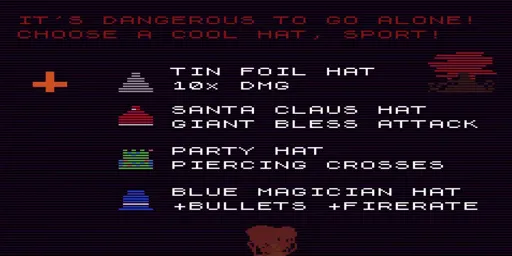 IT'S DANGEROUS TO GO ALONE!
CHOOSE A COOL HAT, SPORT!
TIN FOIL HAT
10x DMG
SANTA CLAUS HAT
GIANT BLESS ATTACK
PARTY HAT
PIERCING CROSSES
BLUE MAGICIAN HAT
+BULLETS +FIRERATE